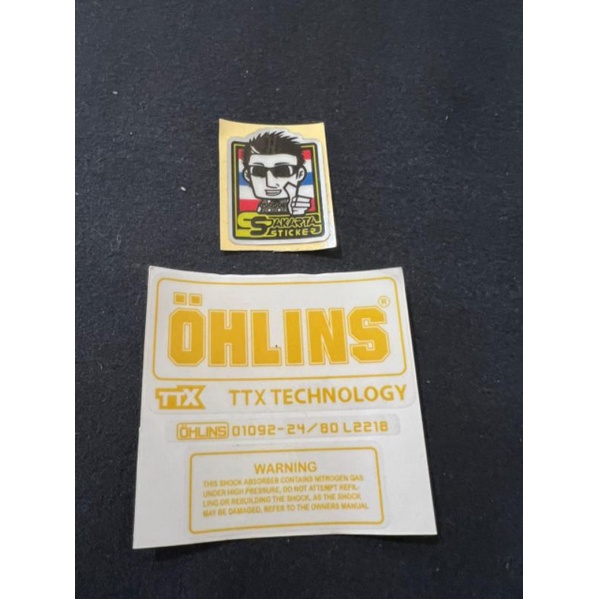 SSPAKARTA
STICKER
ÖHLINS®
TTX TTX TECHNOLOGY
ÖHLINS 01092-24/80 L2218
WARNING
THIS SHOCK ABSORBER CONTAINS NITROGEN GAS
UNDER HIGH PRESSURE, DO NOT ATTEMPT REFIL-
LING OR REBUILDING THE SHOCK, AS THE SHOCK
MAY BE DAMAGED, REFER TO THE OWNERS MANUAL